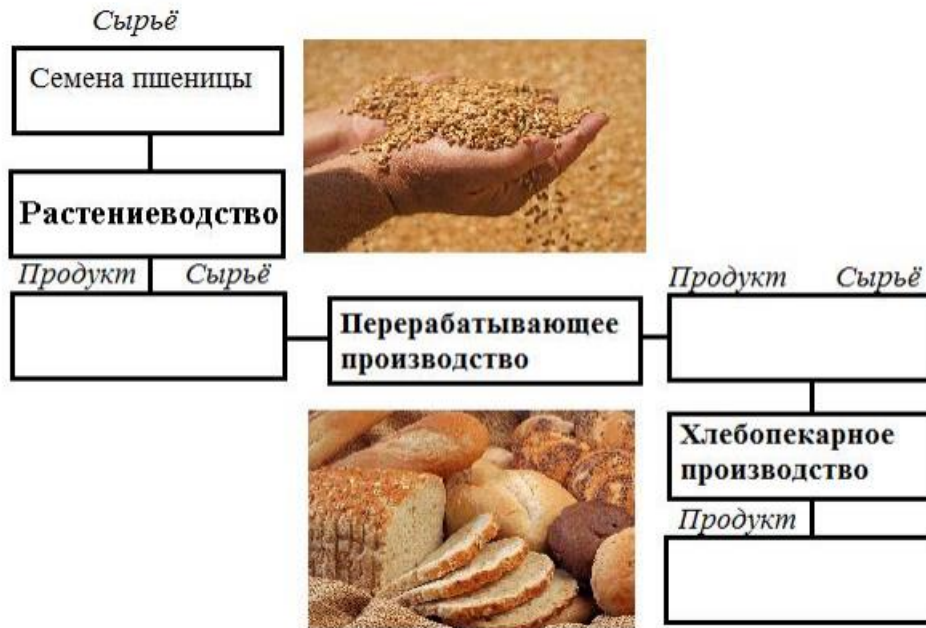 Сырьё
Семена пшеницы
Растениеводство
Продукт Сырьё
Перерабатывающее
производство
Продукт Сырьё
Хлебопекарное
производство
Продукт